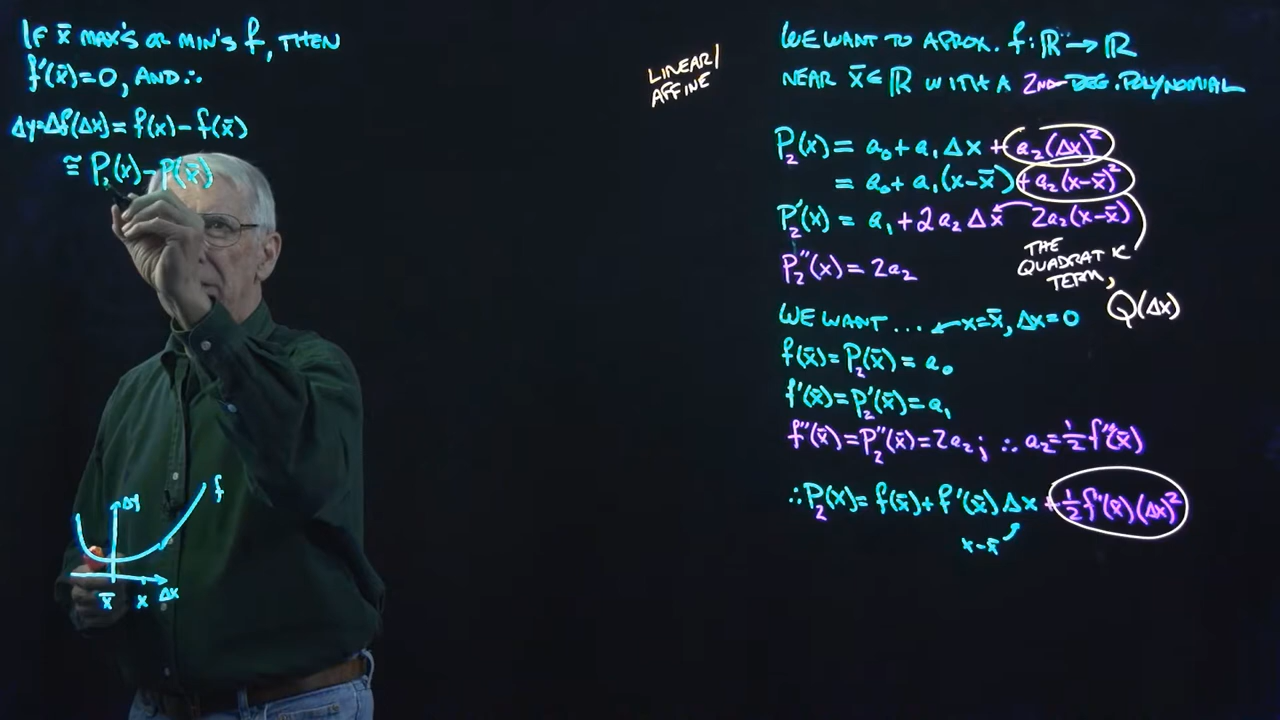 IF x̄ MAX'S OR MIN'S f, THEN
f'(x̄)=0, AND ∴
Δy=Δf(Δx)= f(x)-f(x̄)
≅ P₂(x)-P(x̄)
Δy
f
x̄ x Δx
LINEAR/
AFFINE
WE WANT TO APPROX. f: ℝ → ℝ
NEAR x̄ ∈ ℝ WITH A 2ND-DEG. POLYNOMIAL
P₂(x) = a₀ + a₁Δx + a₂(Δx)²
= a₀ + a₁(x-x̄) + a₂(x-x̄)²
P₂'(x) = a₁ + 2a₂Δx 2a₂(x-x̄)
THE
QUADRATIC
TERM,
Q(Δx)
P₂''(x) = 2a₂
WE WANT ... x=x̄, Δx=0
f(x̄)=P₂(x̄)=a₀
f'(x̄)=P₂'(x̄)=a₁
f''(x̄)=P₂''(x̄)=2a₂; ∴ a₂=½f''(x̄)
∴ P₂(x)= f(x̄)+ f'(x̄)Δx + ½f''(x̄)(Δx)²
x-x̄